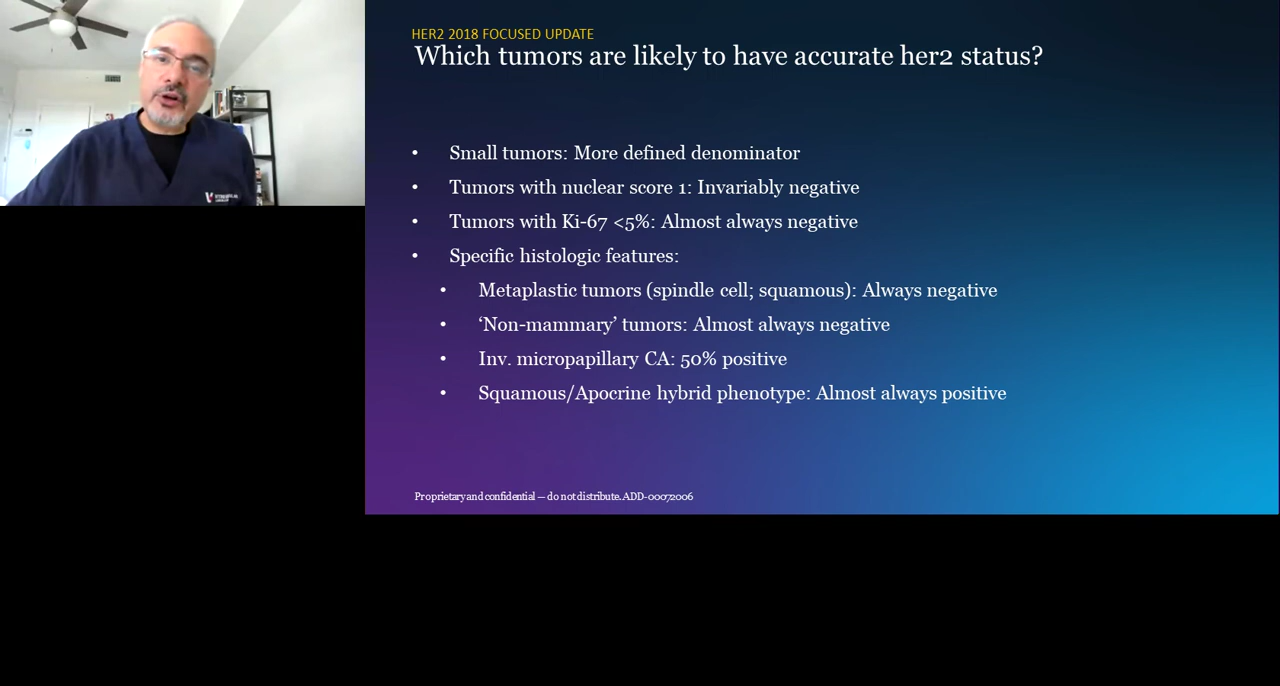 HER2 2018 FOCUSED UPDATE
Which tumors are likely to have accurate her2 status?
• Small tumors: More defined denominator
• Tumors with nuclear score 1: Invariably negative
• Tumors with Ki-67 <5%: Almost always negative
• Specific histologic features:
• Metaplastic tumors (spindle cell; squamous): Always negative
• ‘Non-mammary’ tumors: Almost always negative
• Inv. micropapillary CA: 50% positive
• Squamous/Apocrine hybrid phenotype: Almost always positive
Proprietary and confidential — do not distribute. ADD-00072006